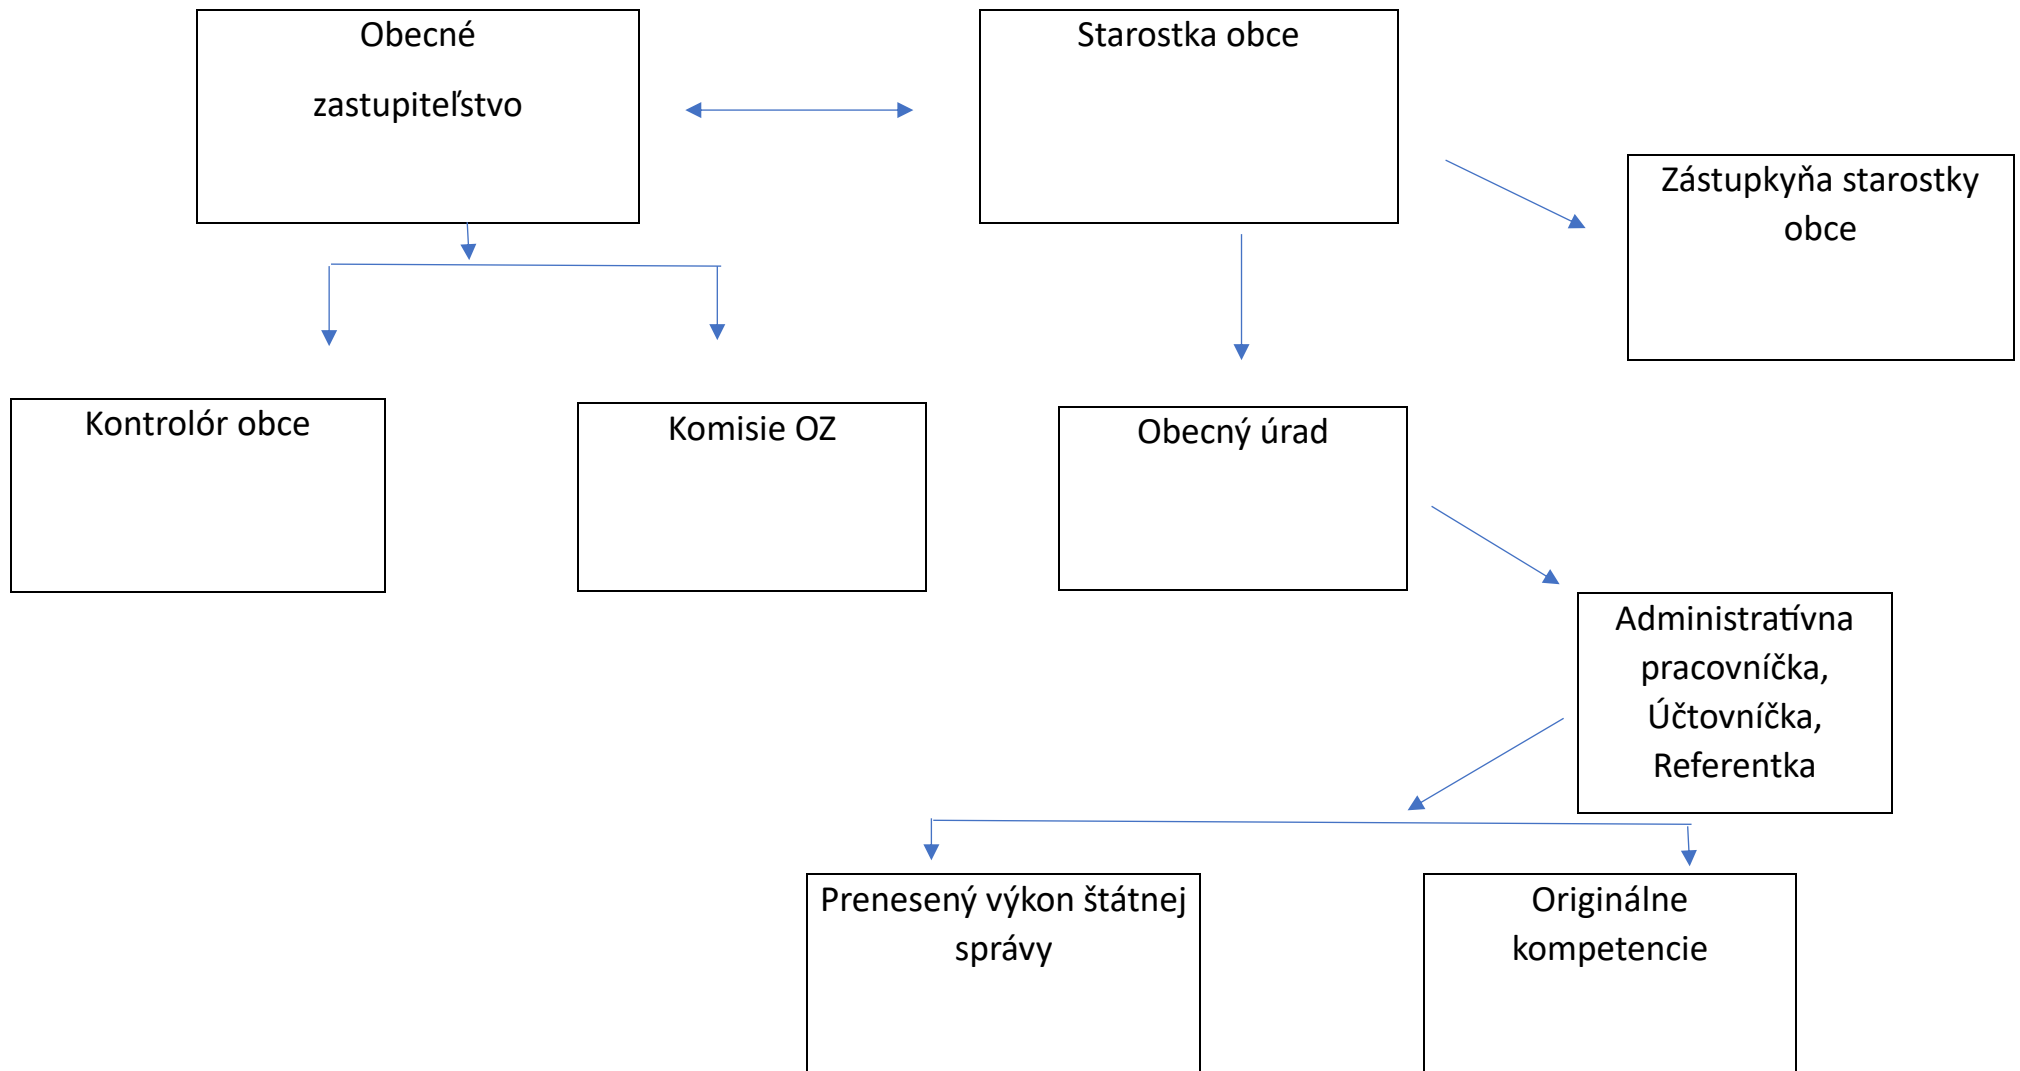 Obecné
zastupiteľstvo
Starostka obce
Zástupkyňa starostky
obce
Kontrolór obce
Komisie OZ
Obecný úrad
Administratívna
pracovníčka,
Účtovníčka,
Referentka
Prenesený výkon štátnej
správy
Originálne
kompetencie